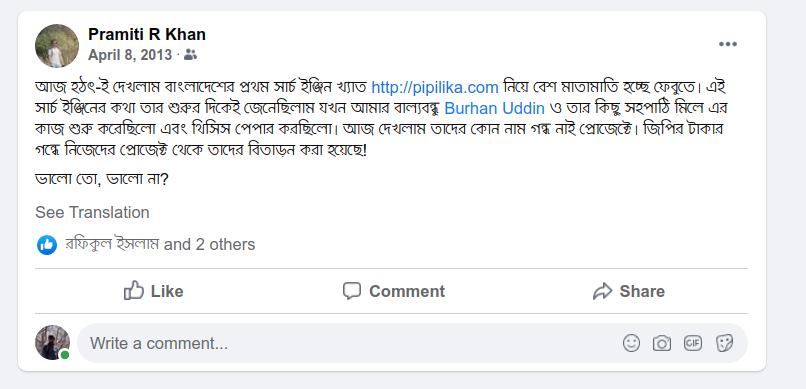 Pramiti R Khan
April 8, 2013 ·
আজ হঠৎ-ই দেখলাম বাংলাদেশের প্রথম সার্চ ইঞ্জিন খ্যাত http://pipilika.com নিয়ে বেশ মাতামাতি হচ্ছে ফেবুতে। এই
সার্চ ইঞ্জিনের কথা তার শুরুর দিকেই জেনেছিলাম যখন আমার বাল্যবন্ধু Burhan Uddin ও তার কিছু সহপাঠি মিলে এর
কাজ শুরু করেছিলো এবং থিসিস পেপার করছিলো। আজ দেখলাম তাদের কোন নাম গন্ধ নাই প্রোজেক্টে। জিপির টাকার
গন্ধে নিজেদের প্রোজেক্ট থেকে তাদের বিতাড়ন করা হয়েছে!
ভালো তো, ভালো না?
See Translation
রফিকুল ইসলাম and 2 others
Like Comment Share
Write a comment...
GIF